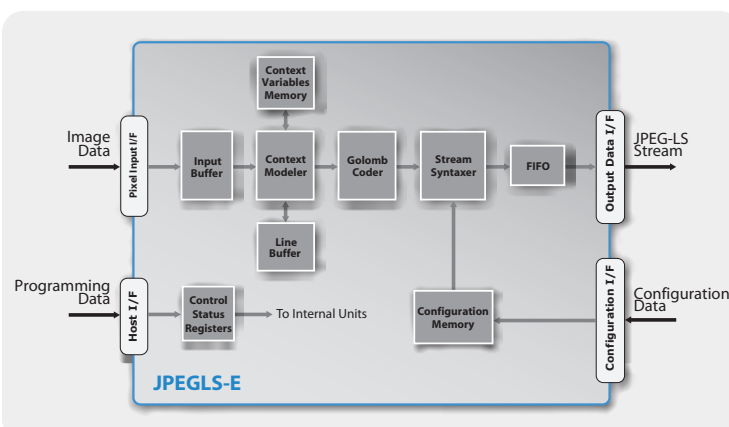 Context
Variables
Memory
Image
Data
Pixel Input I/F
Input
Buffer
Context
Modeler
Golomb
Coder
Stream
Syntaxer
FIFO
Output Data I/F
JPEG-LS
Stream
Line
Buffer
Programming
Data
Host I/F
Control
Status
Registers
To Internal Units
Configuration
Memory
Configuration I/F
Configuration
Data
JPEGLS-E